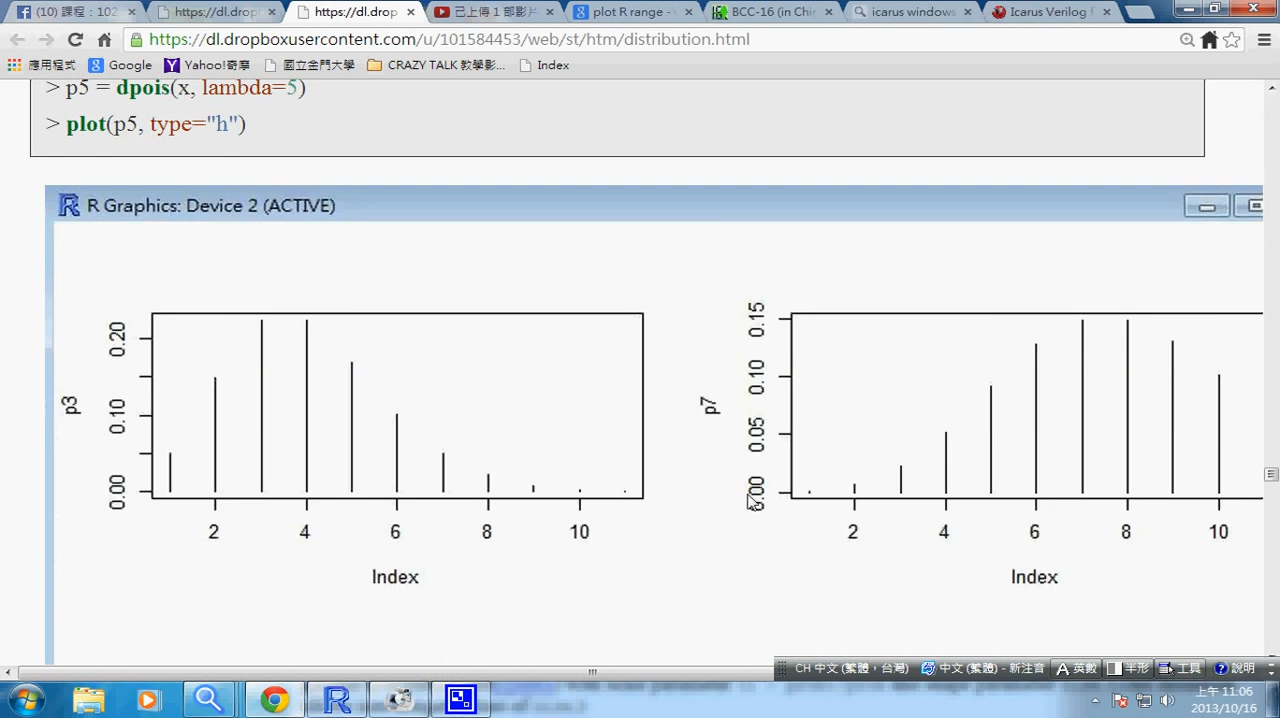 (10) 課程：102
https://dl.dropl
https://dl.drop
己上傳 1 部影片
plot R range -
BCC-16 (in Chi
icarus windows
Icarus Verilog f
https://dl.dropboxusercontent.com/u/101584453/web/st/htm/distribution.html
應用程式
Google
Yahoo!奇摩
國立金門大學
CRAZY TALK 教學影...
Index
> p5 = dpois(x, lambda=5)
> plot(p5, type="h")
R Graphics: Device 2 (ACTIVE)
p3
0.00 0.10 0.20
2 4 6 8 10
Index
p7
0.00 0.05 0.10 0.15
2 4 6 8 10
Index
CH 中文 (繁體，台灣) 中文 (繁體) - 新注音 A 英數 半形 工具 說明
上午 11:06
2013/10/16